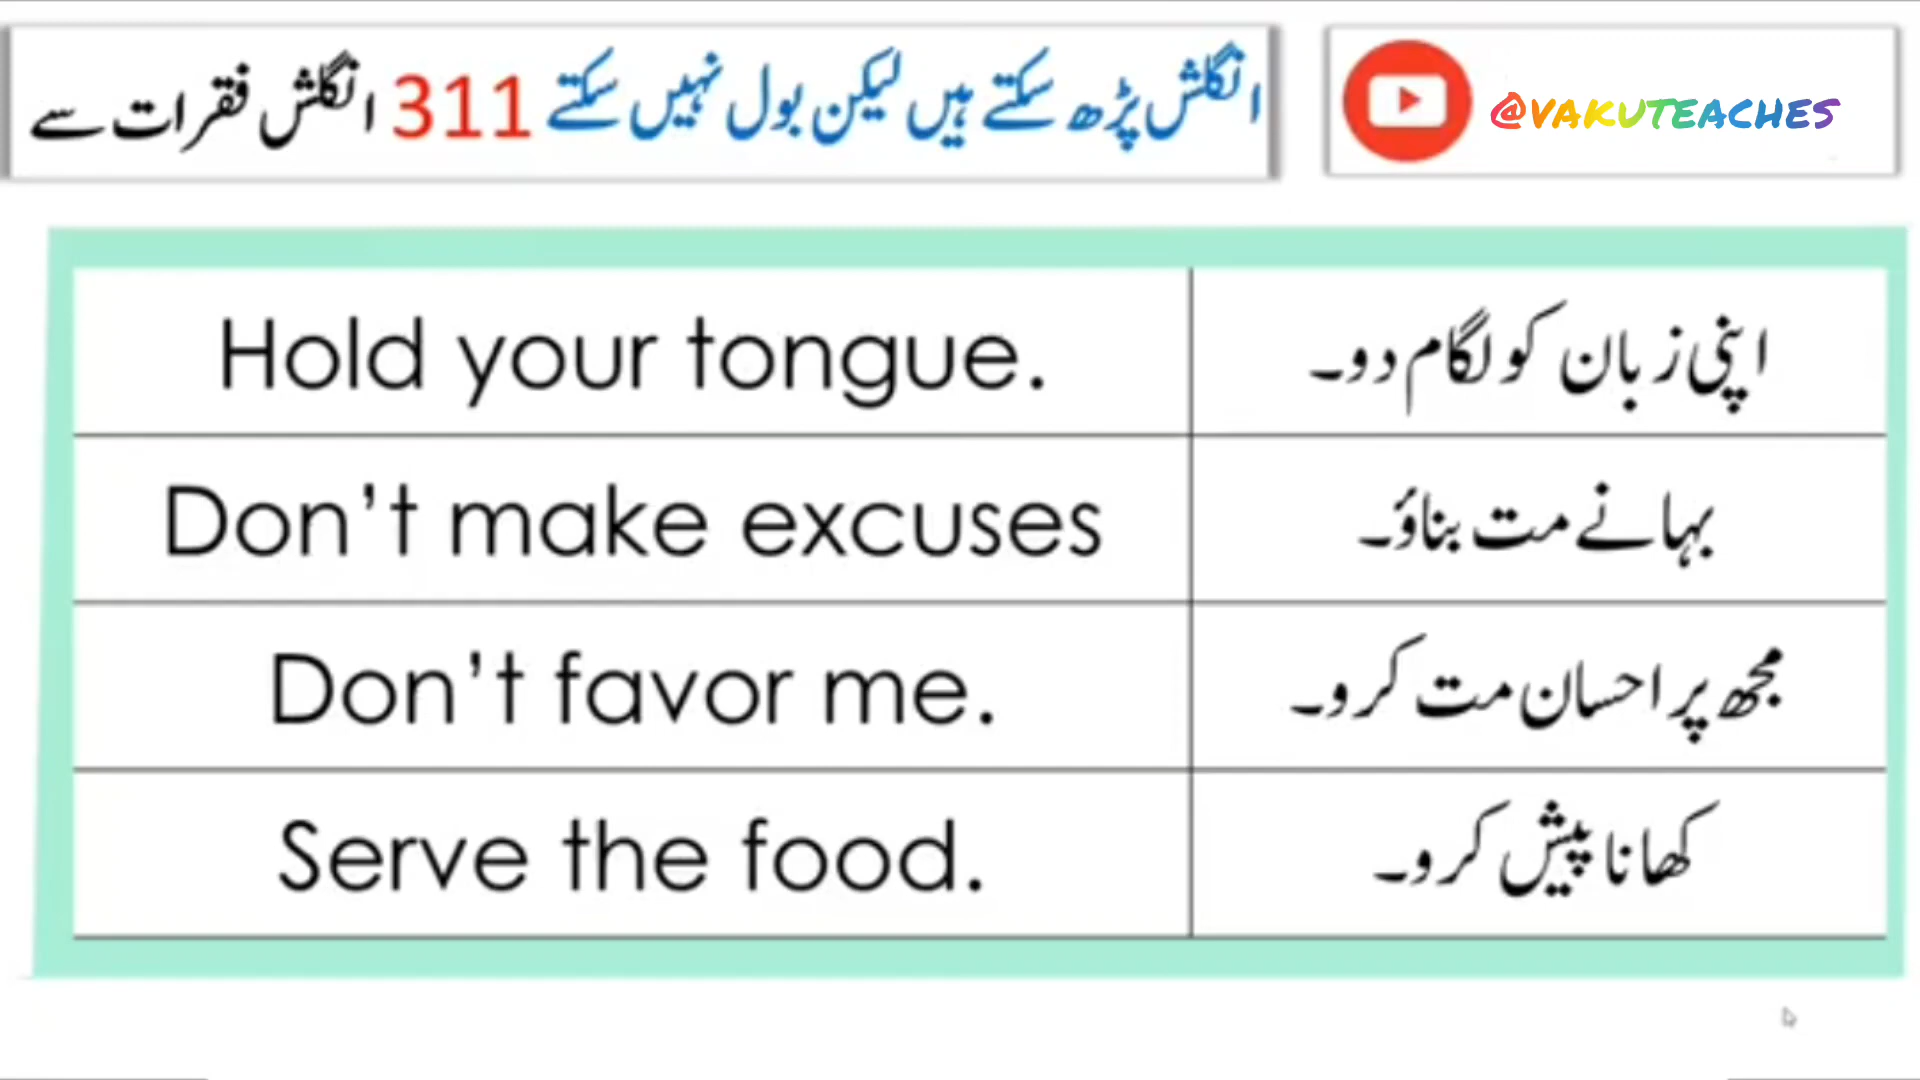 انگلش پڑھ سکتے ہیں لیکن بول نہیں سکتے 311 انگلش فقرات سے
@VAKUTEACHES
Hold your tongue.
اپنی زبان کو لگام دو۔
Don't make excuses
بہانے مت بناؤ۔
Don't favor me.
مجھ پر احسان مت کرو۔
Serve the food.
کھانا پیش کرو۔